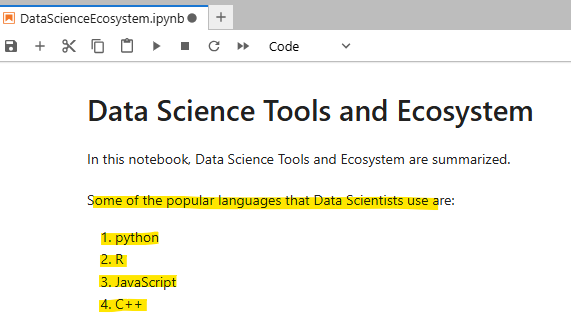 DataScienceEcosystem.ipynb
Code
Data Science Tools and Ecosystem
In this notebook, Data Science Tools and Ecosystem are summarized.
Some of the popular languages that Data Scientists use are:
1. python
2. R
3. JavaScript
4. C++